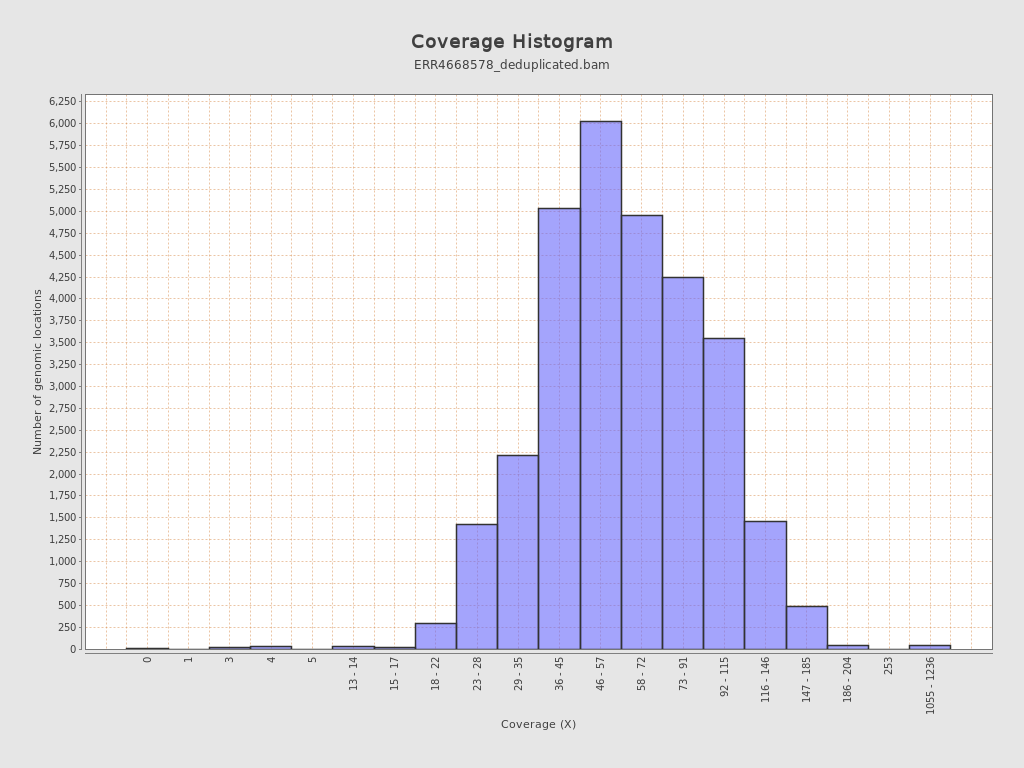 Coverage Histogram
ERR4668578_deduplicated.bam
Number of genomic locations
6,250
6,000
5,750
5,500
5,250
5,000
4,750
4,500
4,250
4,000
3,750
3,500
3,250
3,000
2,750
2,500
2,250
2,000
1,750
1,500
1,250
1,000
750
500
250
0
0
1
3
4
5
13 - 14
15 - 17
18 - 22
23 - 28
29 - 35
36 - 45
46 - 57
58 - 72
73 - 91
92 - 115
116 - 146
147 - 185
186 - 204
253
1055 - 1236
Coverage (X)